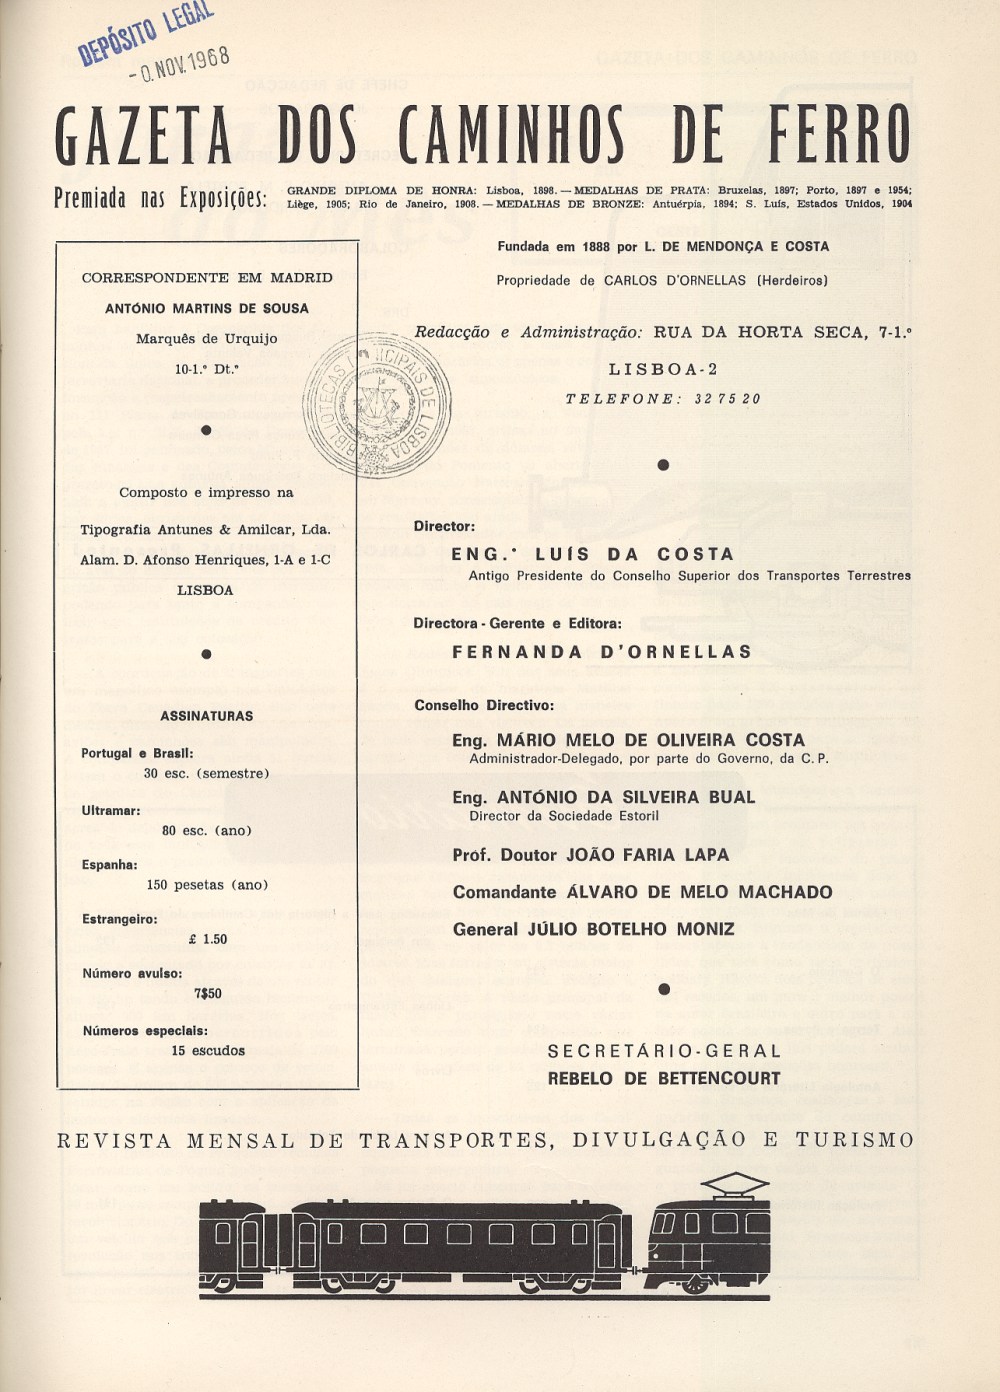 DEPÓSITO LEGAL
-0.NOV.1968
GAZETA DOS CAMINHOS DE FERRO
Premiada nas Exposições:
GRANDE DIPLOMA DE HONRA: Lisboa, 1898. — MEDALHAS DE PRATA: Bruxelas, 1897; Porto, 1897 e 1954;
Liège, 1905; Rio de Janeiro, 1908. — MEDALHAS DE BRONZE: Antuérpia, 1894; S. Luís, Estados Unidos, 1904
CORRESPONDENTE EM MADRID
ANTÓNIO MARTINS DE SOUSA
Marquês de Urquijo
10-1.º Dt.º
Composto e impresso na
Tipografia Antunes & Amilcar, Lda.
Alam. D. Afonso Henriques, 1-A e 1-C
LISBOA
ASSINATURAS
Portugal e Brasil:
30 esc. (semestre)
Ultramar:
80 esc. (ano)
Espanha:
150 pesetas (ano)
Estrangeiro:
£ 1.50
Número avulso:
7$50
Números especiais:
15 escudos
BIBLIOTECAS MUNICIPAIS DE LISBOA
Fundada em 1888 por L. DE MENDONÇA E COSTA
Propriedade de CARLOS D'ORNELLAS (Herdeiros)
Redacção e Administração: RUA DA HORTA SECA, 7-1.º
LISBOA-2
TELEFONE: 32 75 20
Director:
ENG.º LUÍS DA COSTA
Antigo Presidente do Conselho Superior dos Transportes Terrestres
Directora-Gerente e Editora:
FERNANDA D'ORNELLAS
Conselho Directivo:
Eng. MÁRIO MELO DE OLIVEIRA COSTA
Administrador-Delegado, por parte do Governo, da C. P.
Eng. ANTÓNIO DA SILVEIRA BUAL
Director da Sociedade Estoril
Prof. Doutor JOÃO FARIA LAPA
Comandante ÁLVARO DE MELO MACHADO
General JÚLIO BOTELHO MONIZ
SECRETÁRIO-GERAL
REBELO DE BETTENCOURT
REVISTA MENSAL DE TRANSPORTES, DIVULGAÇÃO E TURISMO